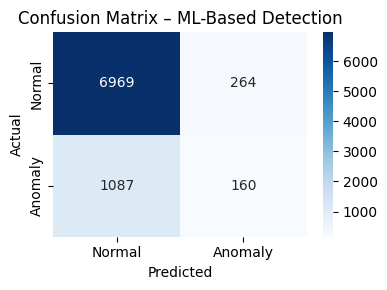 Confusion Matrix – ML-Based Detection
Actual
Normal
6969
264
Anomaly
1087
160
Normal
Anomaly
Predicted
6000
5000
4000
3000
2000
1000